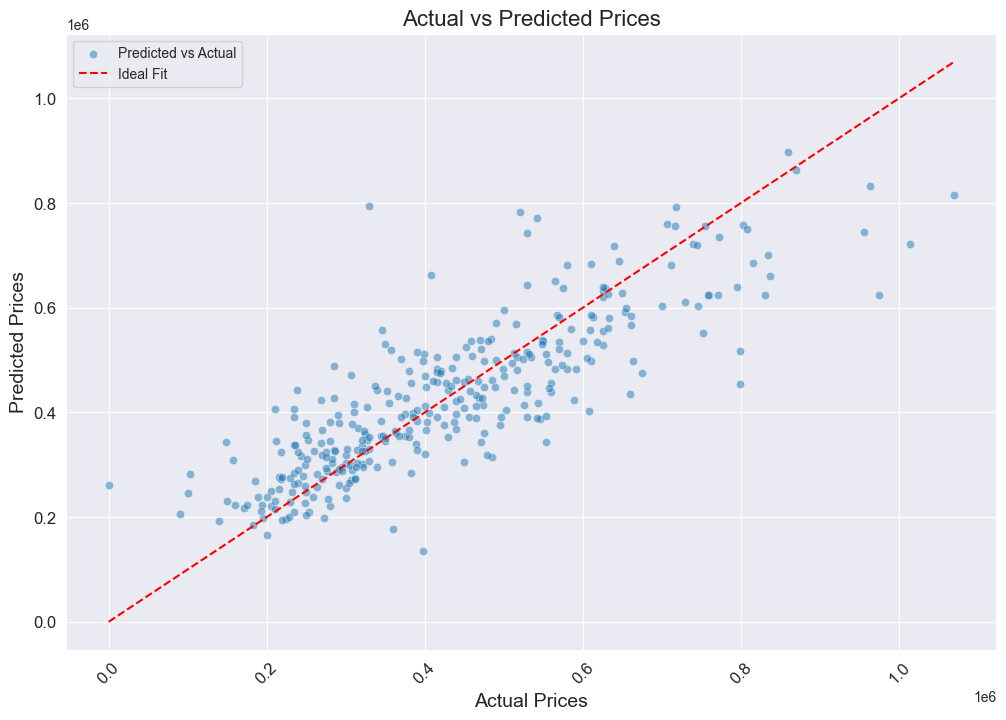 Actual vs Predicted Prices
1e6
Predicted vs Actual
Ideal Fit
1.0
0.8
0.6
0.4
0.2
0.0
Predicted Prices
0.0 0.2 0.4 0.6 0.8 1.0
1e6
Actual Prices